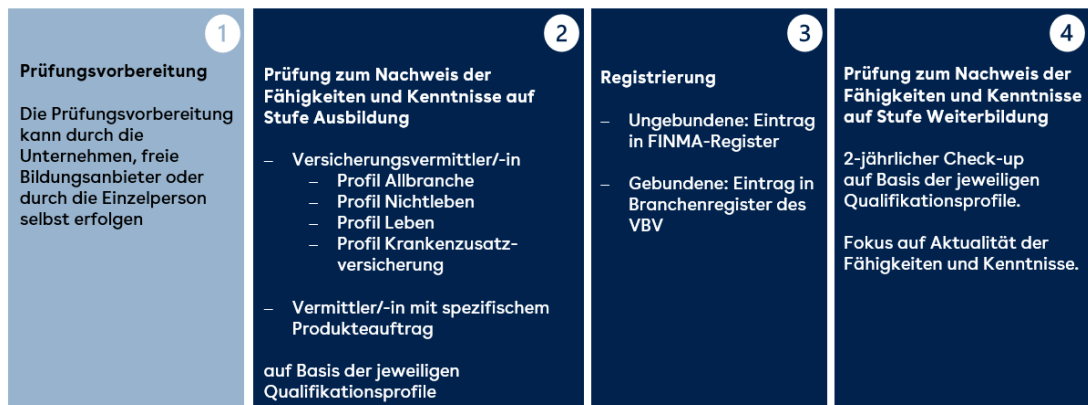 1
Prüfungsvorbereitung
Die Prüfungsvorbereitung
kann durch die
Unternehmen, freie
Bildungsanbieter oder
durch die Einzelperson
selbst erfolgen
2
Prüfung zum Nachweis der
Fähigkeiten und Kenntnisse auf
Stufe Ausbildung
– Versicherungsvermittler/-in
– Profil Allbranche
– Profil Nichtleben
– Profil Leben
– Profil Krankenzusatz-
versicherung
– Vermittler/-in mit spezifischem
Produkteauftrag
auf Basis der jeweiligen
Qualifikationsprofile
3
Registrierung
– Ungebundene: Eintrag
in FINMA-Register
– Gebundene: Eintrag in
Branchenregister des
VBV
4
Prüfung zum Nachweis der
Fähigkeiten und Kenntnisse
auf Stufe Weiterbildung
2-jährlicher Check-up
auf Basis der jeweiligen
Qualifikationsprofile.
Fokus auf Aktualität der
Fähigkeiten und Kenntnisse.